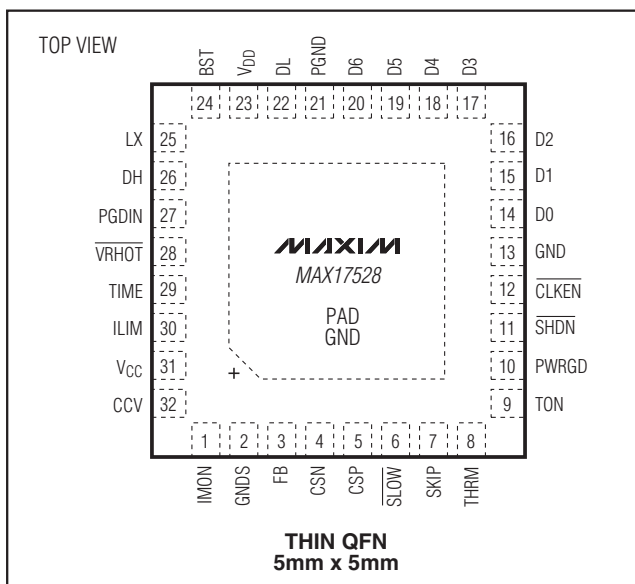 TOP VIEW
BST VDD DL PGND D6 D5 D4 D3
24 23 22 21 20 19 18 17
LX 25
DH 26
PGDIN 27
VRHOT 28
TIME 29
ILIM 30
VCC 31
CCV 32
16 D2
15 D1
14 D0
13 GND
12 CLKEN
11 SHDN
10 PWRGD
9 TON
MAXIM
MAX17528
PAD
GND
+
1 2 3 4 5 6 7 8
IMON GNDS FB CSN CSP SLOW SKIP THRM
THIN QFN
5mm x 5mm